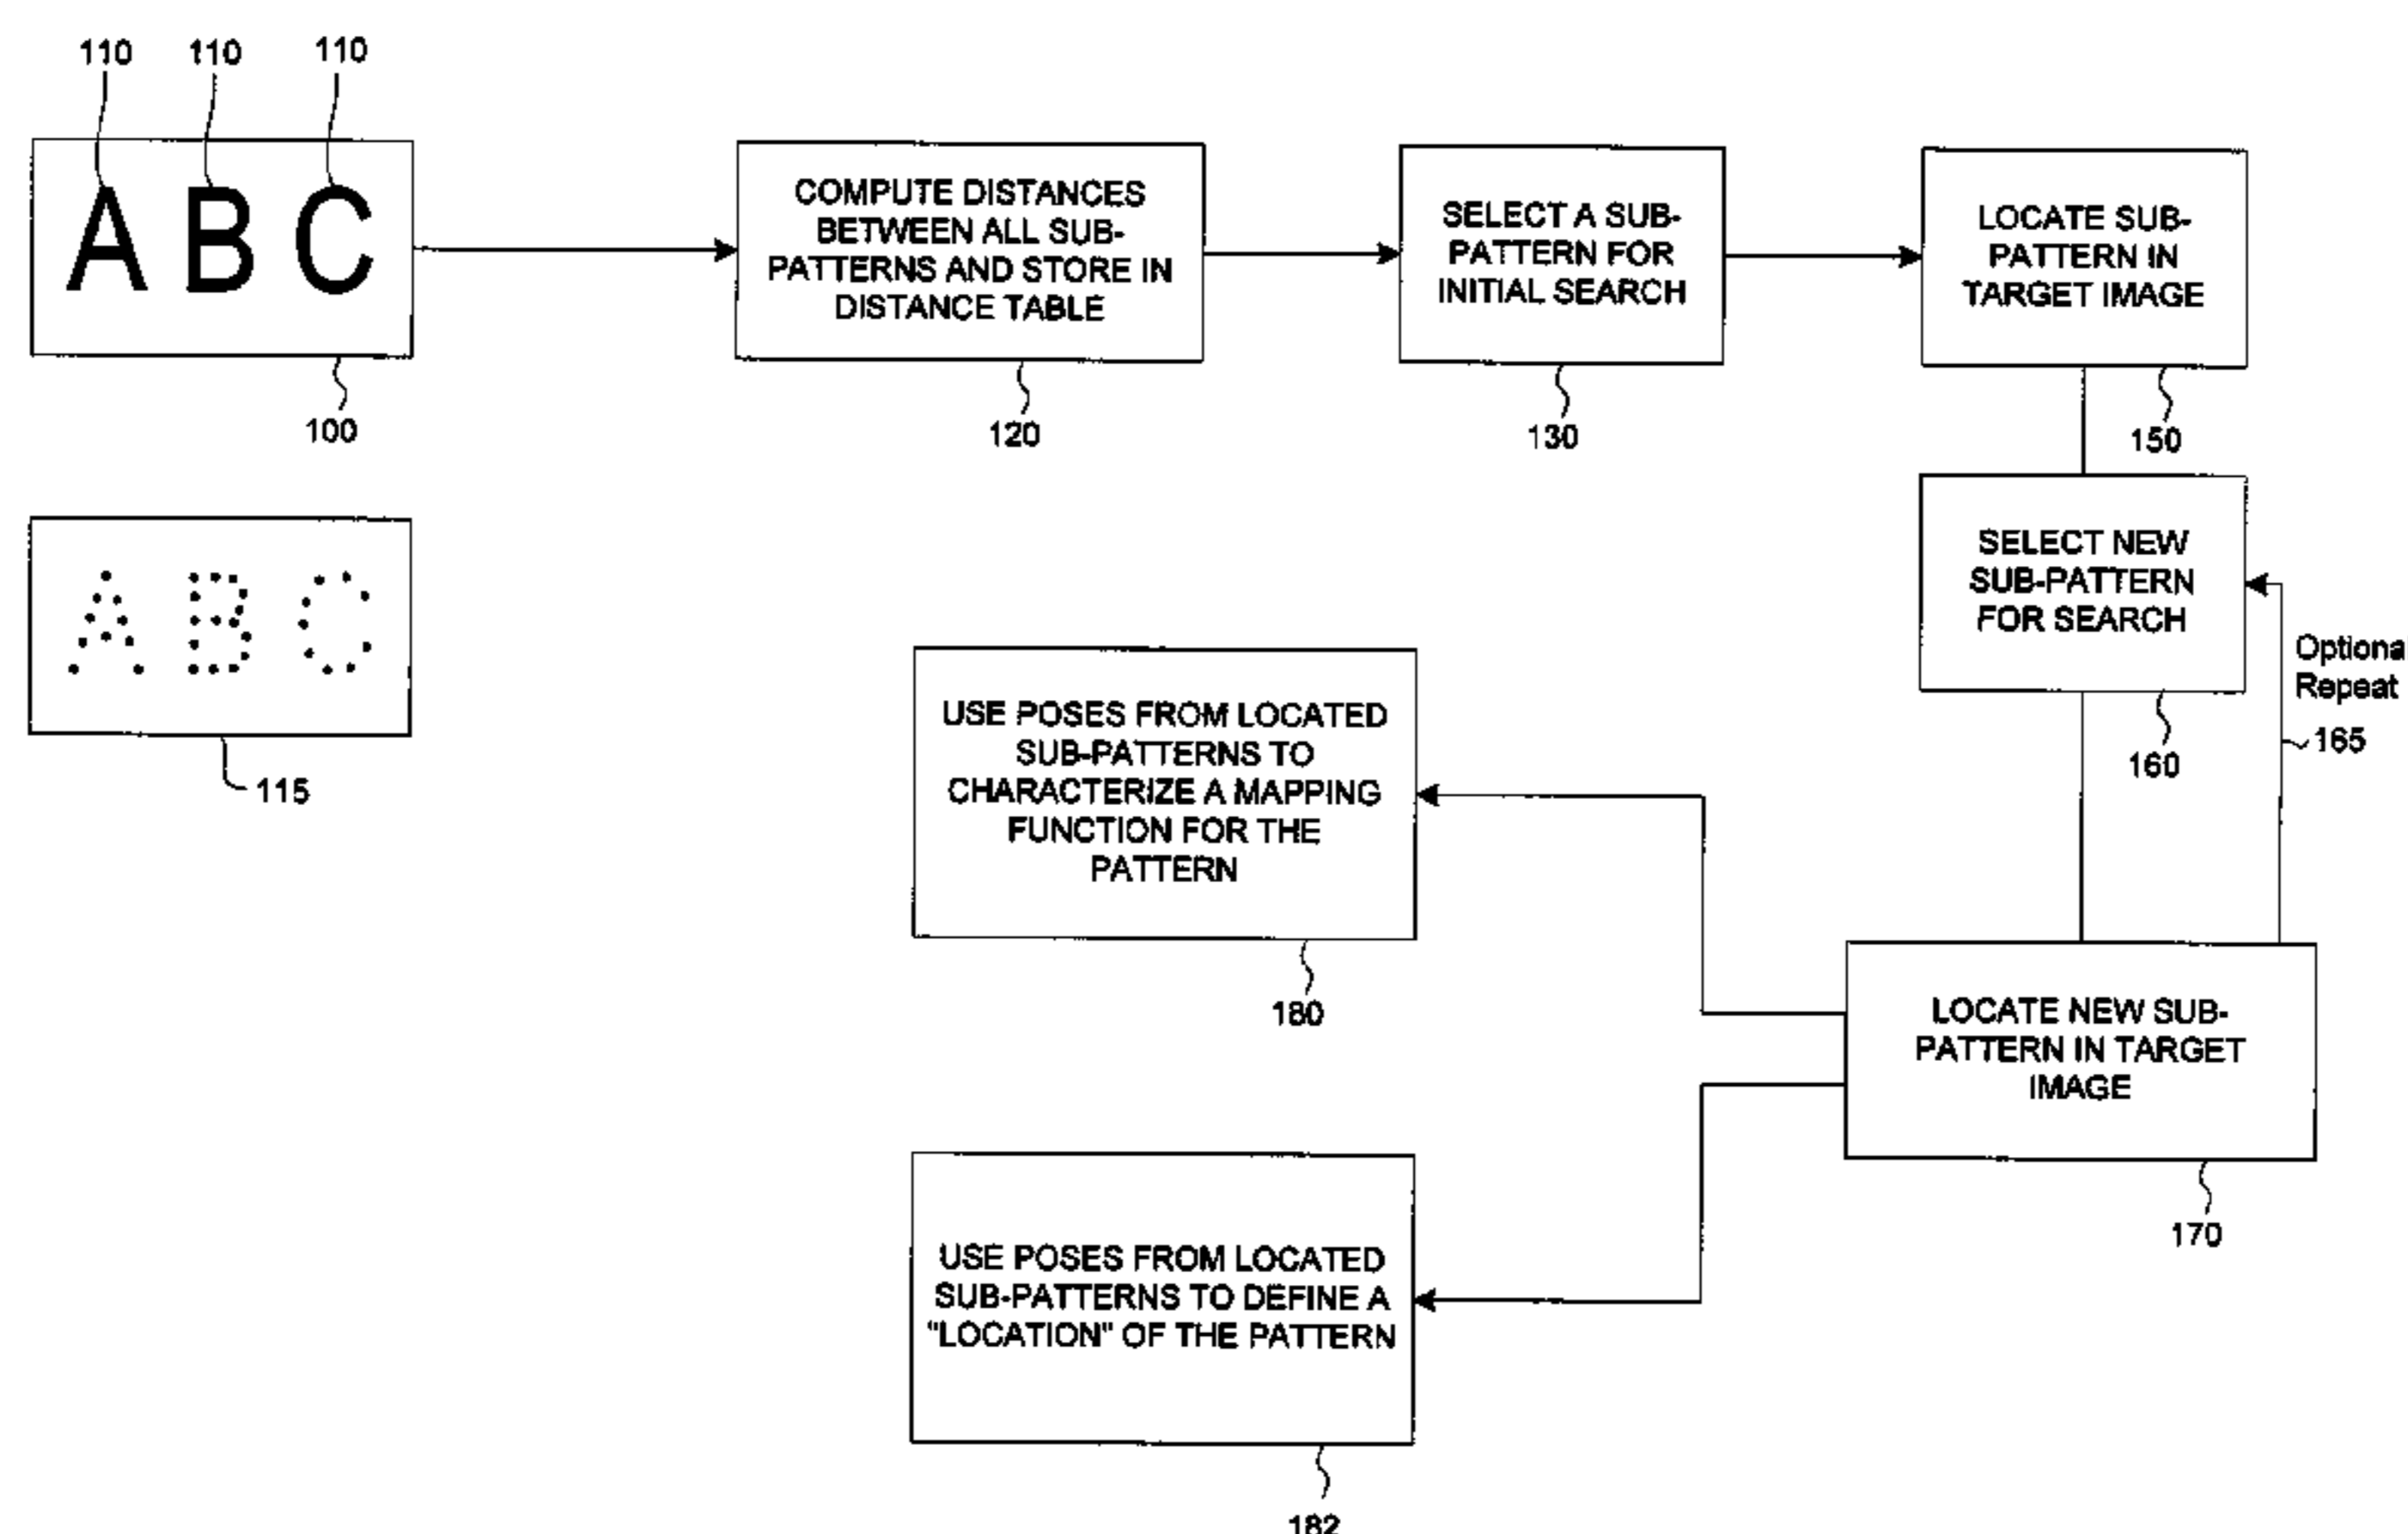 110 110 110
A B C
100
COMPUTE DISTANCES
BETWEEN ALL SUB-
PATTERNS AND STORE IN
DISTANCE TABLE
120
SELECT A SUB-
PATTERN FOR
INITIAL SEARCH
130
LOCATE SUB-
PATTERN IN
TARGET IMAGE
150
A B C
115
SELECT NEW
SUB-PATTERN
FOR SEARCH
160
Optiona
Repeat
165
USE POSES FROM LOCATED
SUB-PATTERNS TO
CHARACTERIZE A MAPPING
FUNCTION FOR THE
PATTERN
180
LOCATE NEW SUB-
PATTERN IN TARGET
IMAGE
170
USE POSES FROM LOCATED
SUB-PATTERNS TO DEFINE A
"LOCATION" OF THE PATTERN
182